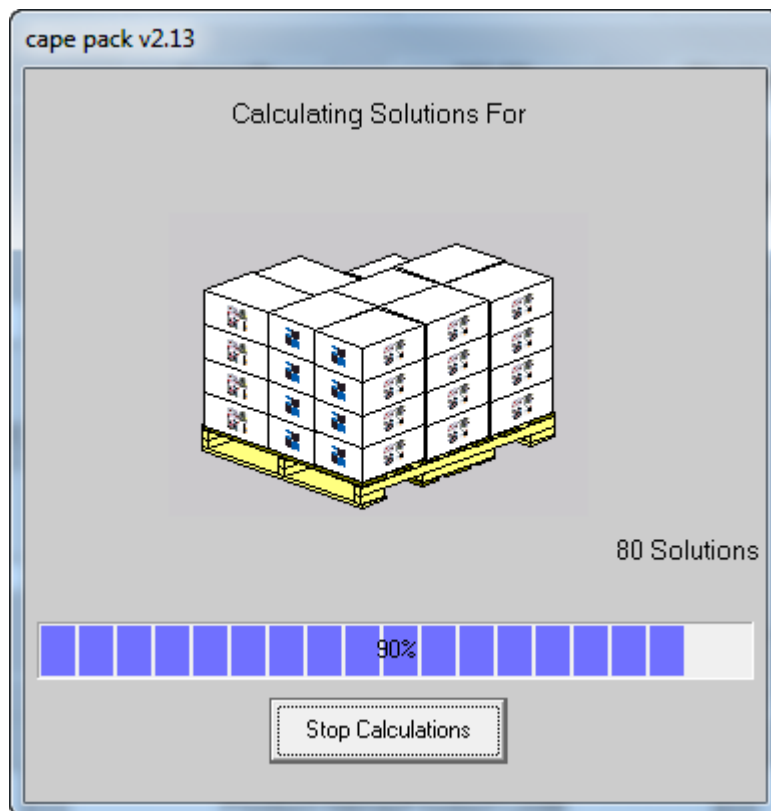 cape pack v2.13
Calculating Solutions For
80 Solutions
90%
Stop Calculations